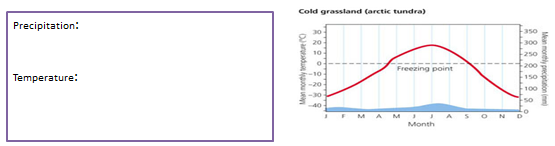 Precipitation:
Temperature:
Cold grassland (arctic tundra)
Mean monthly temperature (°C)
30
20
10
0
−10
−20
−30
−40
Freezing point
350
300
250
200
150
100
50
0
Mean monthly precipitation (mm)
J F M A M J J A S O N D
Month